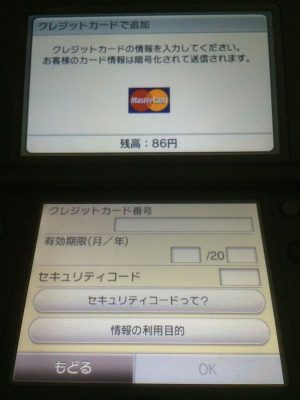 クレジットカードで追加
クレジットカードの情報を入力してください。
お客様のカード情報は暗号化されて送信されます。
MasterCard
残高：86円
クレジットカード番号
有効期限(月／年)
/20
セキュリティコード
セキュリティコードって？
情報の利用目的
もどる
OK